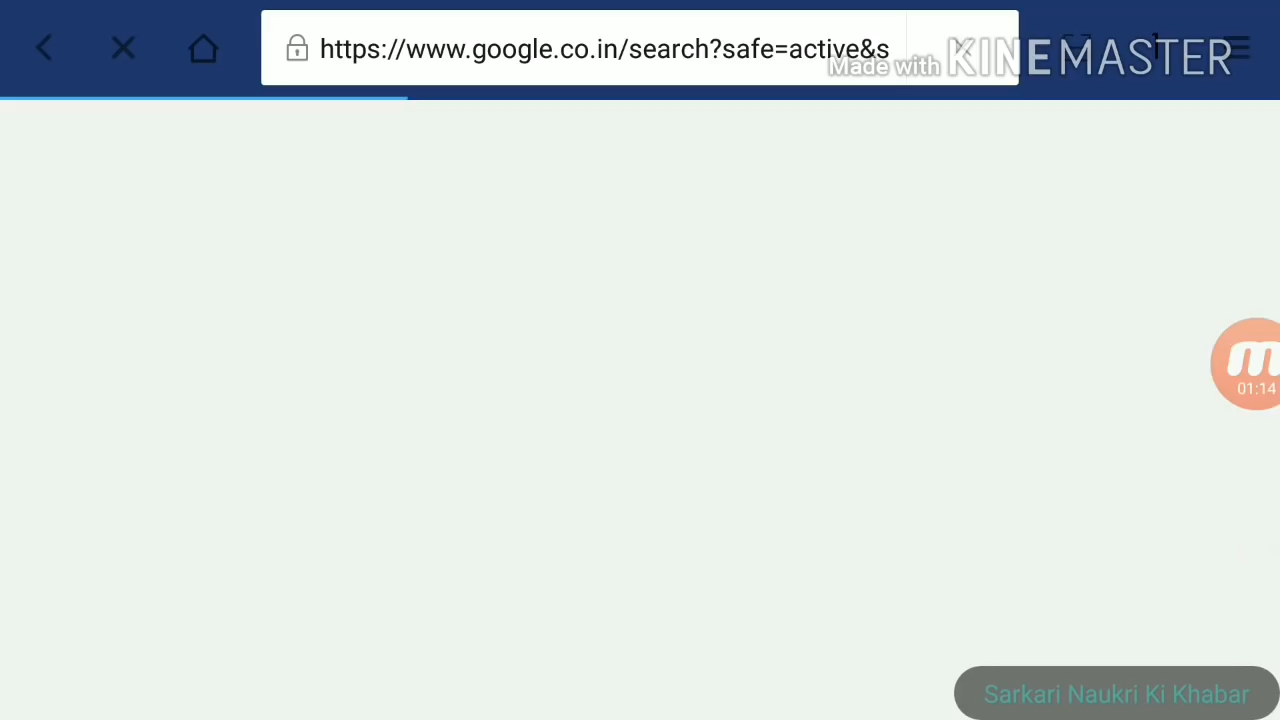 https://www.google.co.in/search?safe=active&s
Made with KINEMASTER
01:14
Sarkari Naukri Ki Khabar